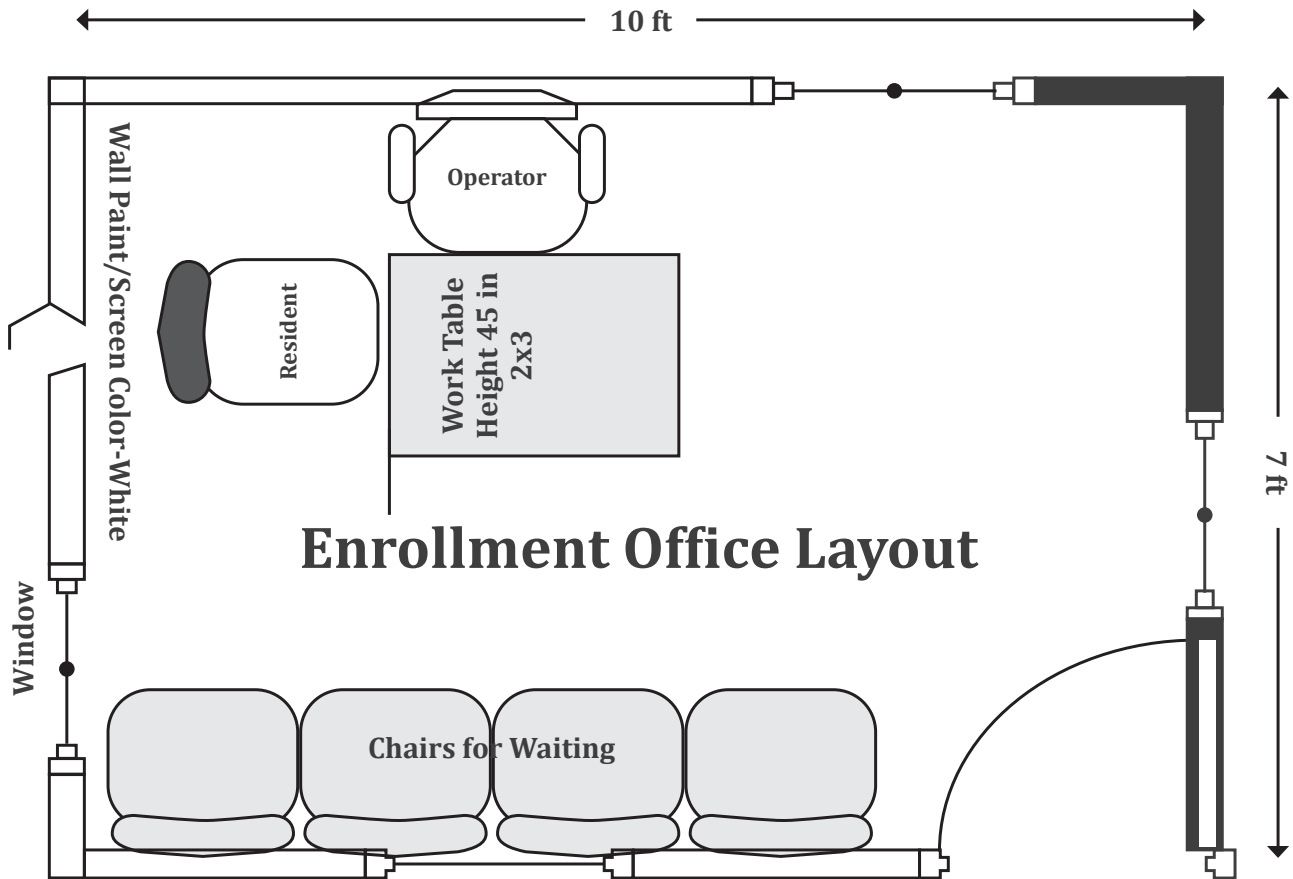 10 ft
Operator
Wall Paint/Screen Color-White
Resident
Work Table
Height 45 in
2x3
7 ft
Enrollment Office Layout
Window
Chairs for Waiting